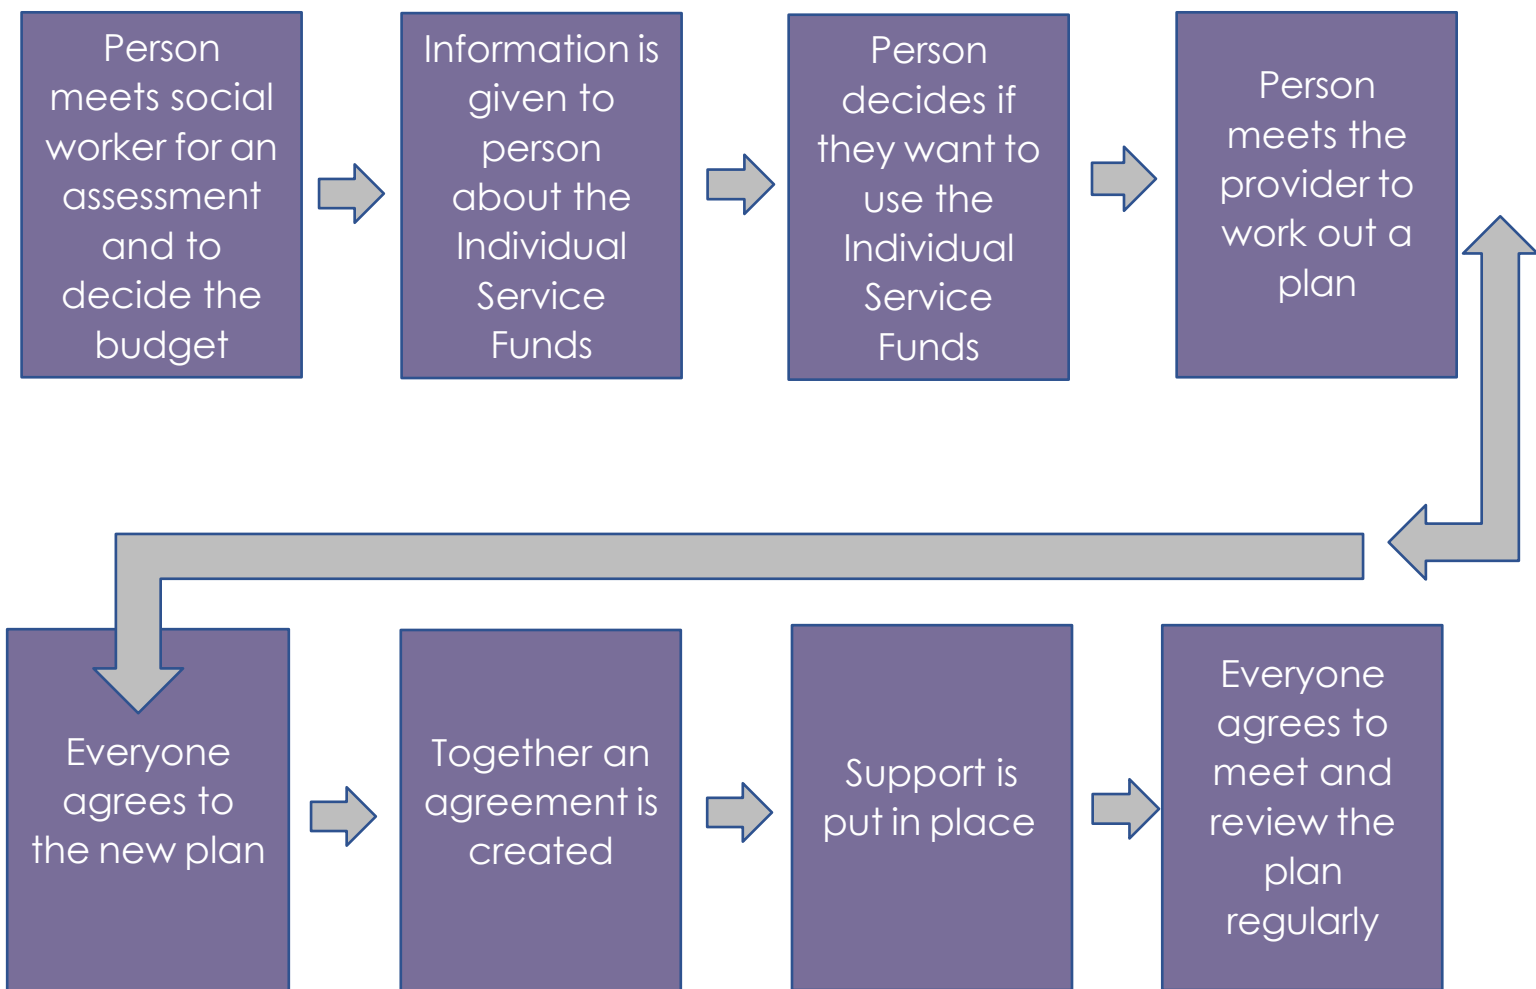 Person
meets social
worker for an
assessment
and to
decide the
budget
Information is
given to
person
about the
Individual
Service
Funds
Person
decides if
they want to
use the
Individual
Service
Funds
Person
meets the
provider to
work out a
plan
Everyone
agrees to
the new plan
Together an
agreement is
created
Support is
put in place
Everyone
agrees to
meet and
review the
plan
regularly